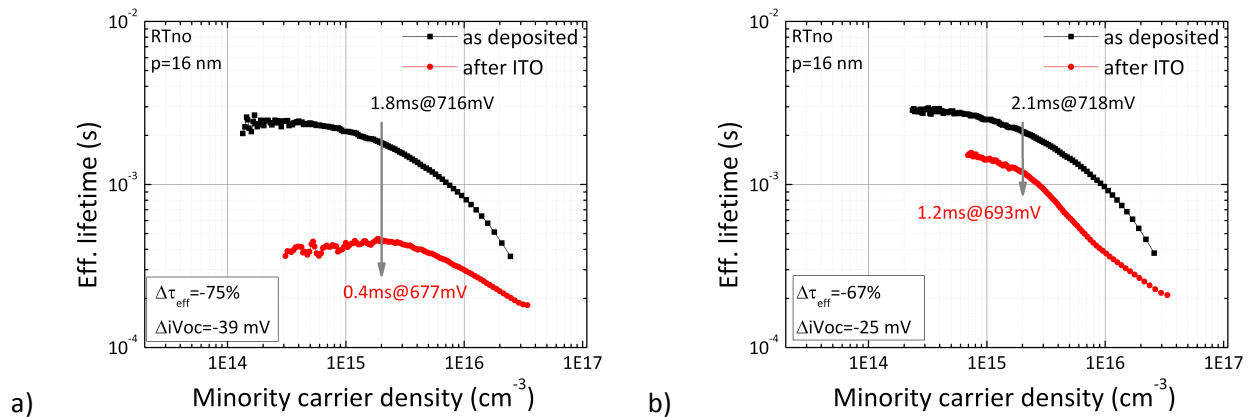 10⁻²
RTno
p=16 nm
as deposited
after ITO
1.8ms@716mV
10⁻³
Eff. lifetime (s)
0.4ms@677mV
Δτeff=-75%
ΔiVoc=-39 mV
10⁻⁴
1E14 1E15 1E16 1E17
Minority carrier density (cm⁻³)
a)
10⁻²
RTno
p=16 nm
as deposited
after ITO
2.1ms@718mV
10⁻³
Eff. lifetime (s)
1.2ms@693mV
Δτeff=-67%
ΔiVoc=-25 mV
10⁻⁴
1E14 1E15 1E16 1E17
Minority carrier density (cm⁻³)
b)